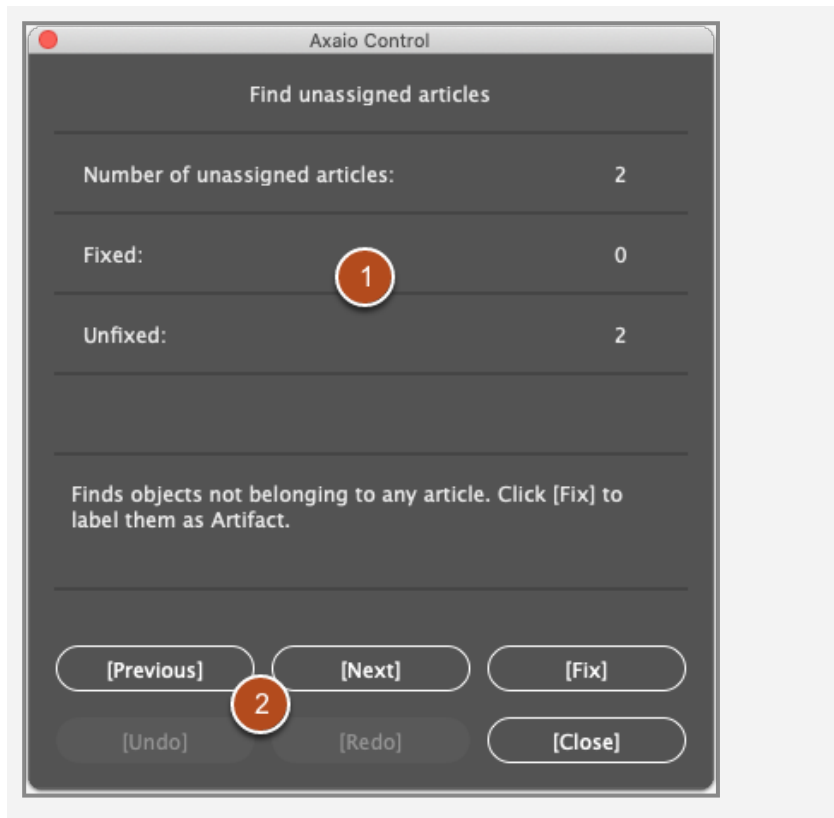 Axaio Control
Find unassigned articles
Number of unassigned articles: 2
Fixed: 0
1
Unfixed: 2
Finds objects not belonging to any article. Click [Fix] to
label them as Artifact.
[Previous] [Next] [Fix]
2
[Undo] [Redo] [Close]